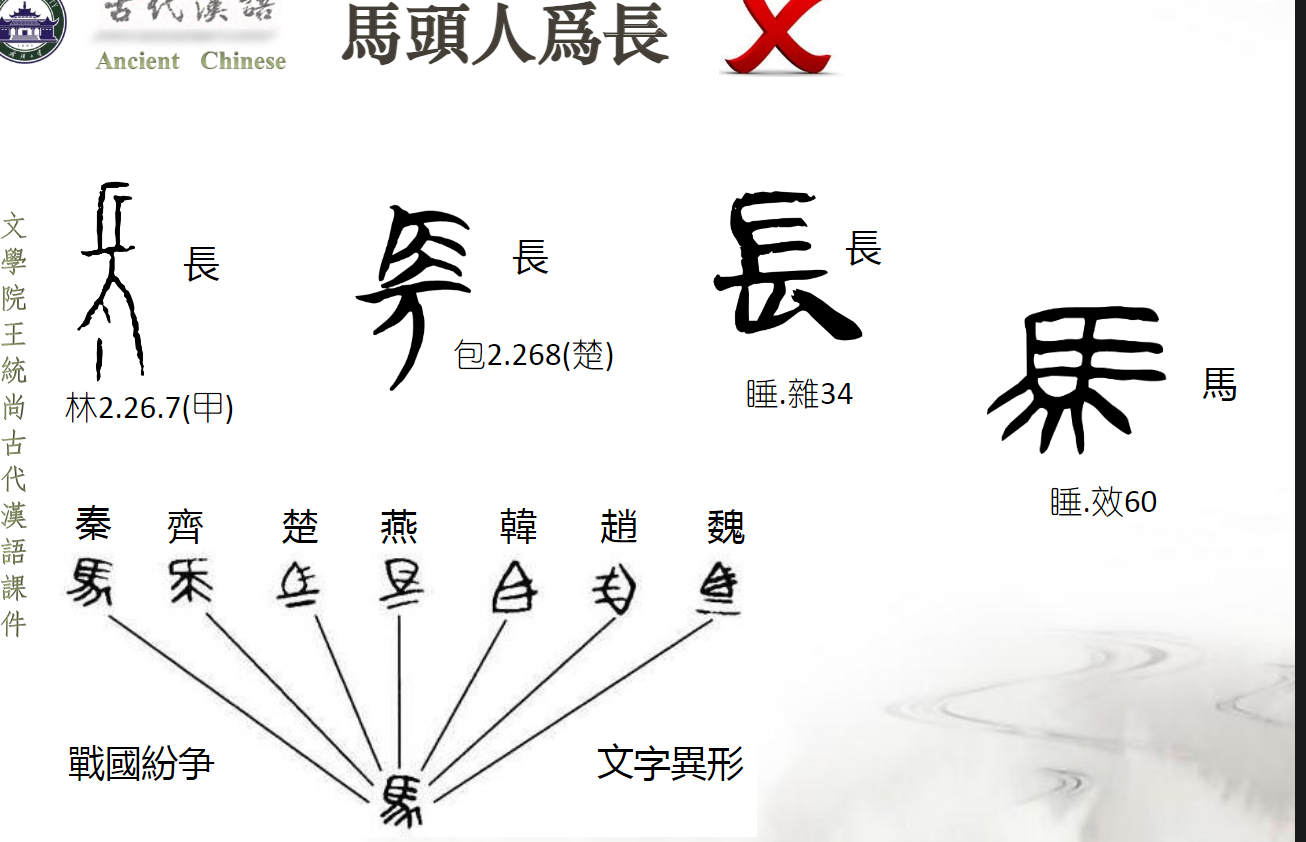 古代漢語
Ancient Chinese
馬頭人爲長
文學院王統尚古代漢語課件
長
林2.26.7(甲)
長
包2.268(楚)
長
睡.雜34
馬
睡.效60
秦 齊 楚 燕 韓 趙 魏
戰國紛争
文字異形
馬